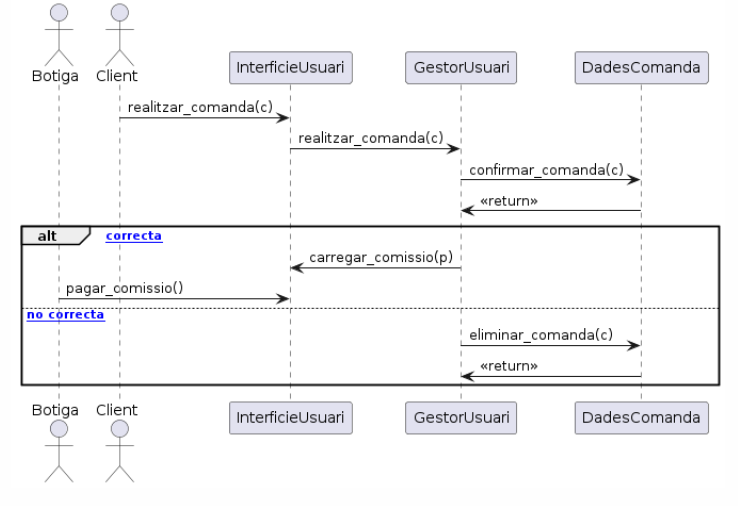 Botiga
Client
InterficieUsuari
GestorUsuari
DadesComanda
realitzar_comanda(c)
realitzar_comanda(c)
confirmar_comanda(c)
«return»
alt
correcta
carregar_comissio(p)
pagar_comissio()
no correcta
eliminar_comanda(c)
«return»
Botiga
Client
InterficieUsuari
GestorUsuari
DadesComanda